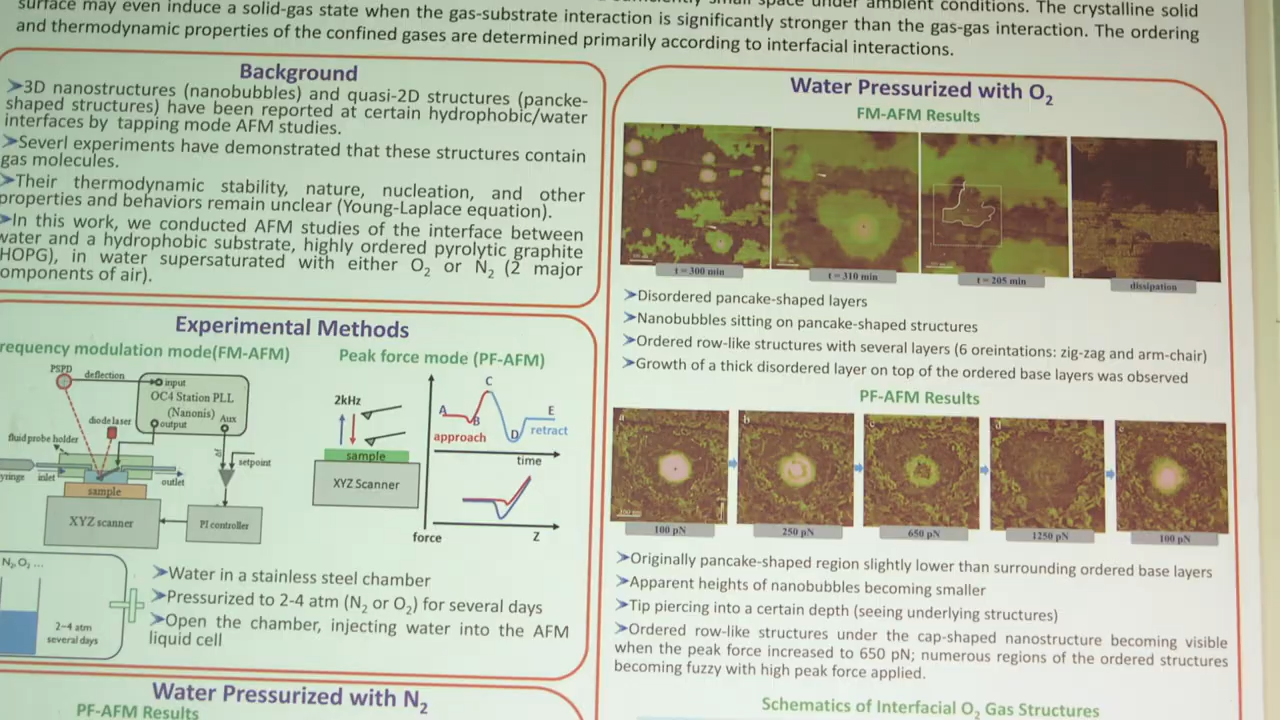 surface may even induce a solid-gas state when the gas-substrate interaction is significantly stronger than the gas-gas interaction. The ordering
and thermodynamic properties of the confined gases are determined primarily according to interfacial interactions.
small space under ambient conditions. The crystalline solid
Background
➤3D nanostructures (nanobubbles) and quasi-2D structures (pancke-
shaped structures) have been reported at certain hydrophobic/water
interfaces by tapping mode AFM studies.
➤Severl experiments have demonstrated that these structures contain
gas molecules.
➤Their thermodynamic stability, nature, nucleation, and other
properties and behaviors remain unclear (Young-Laplace equation).
➤In this work, we conducted AFM studies of the interface between
water and a hydrophobic substrate, highly ordered pyrolytic graphite
HOPG), in water supersaturated with either O2 or N2 (2 major
omponents of air).
Experimental Methods
requency modulation mode(FM-AFM)
PSPD
deflection
input
OC4 Station PLL
(Nanonis)
Aux
output
diode laser
fluid probe holder
Δf
setpoint
yringe
inlet
outlet
sample
XYZ scanner
PI controller
Peak force mode (PF-AFM)
2kHz
sample
XYZ Scanner
A
B
C
D
E
approach
retract
time
force
Z
N2, O2 ...
2~4 atm
several days
➤Water in a stainless steel chamber
➤Pressurized to 2-4 atm (N2 or O2) for several days
➤Open the chamber, injecting water into the AFM
liquid cell
Water Pressurized with N2
PF-AFM Results
Water Pressurized with O2
FM-AFM Results
t = 300 min
t = 310 min
t = 205 min
dissipation
➤Disordered pancake-shaped layers
➤Nanobubbles sitting on pancake-shaped structures
➤Ordered row-like structures with several layers (6 oreintations: zig-zag and arm-chair)
➤Growth of a thick disordered layer on top of the ordered base layers was observed
PF-AFM Results
a
b
c
d
e
100 pN
250 pN
650 pN
1250 pN
100 pN
➤Originally pancake-shaped region slightly lower than surrounding ordered base layers
➤Apparent heights of nanobubbles becoming smaller
➤Tip piercing into a certain depth (seeing underlying structures)
➤Ordered row-like structures under the cap-shaped nanostructure becoming visible
when the peak force increased to 650 pN; numerous regions of the ordered structures
becoming fuzzy with high peak force applied.
Schematics of Interfacial O2 Gas Structures